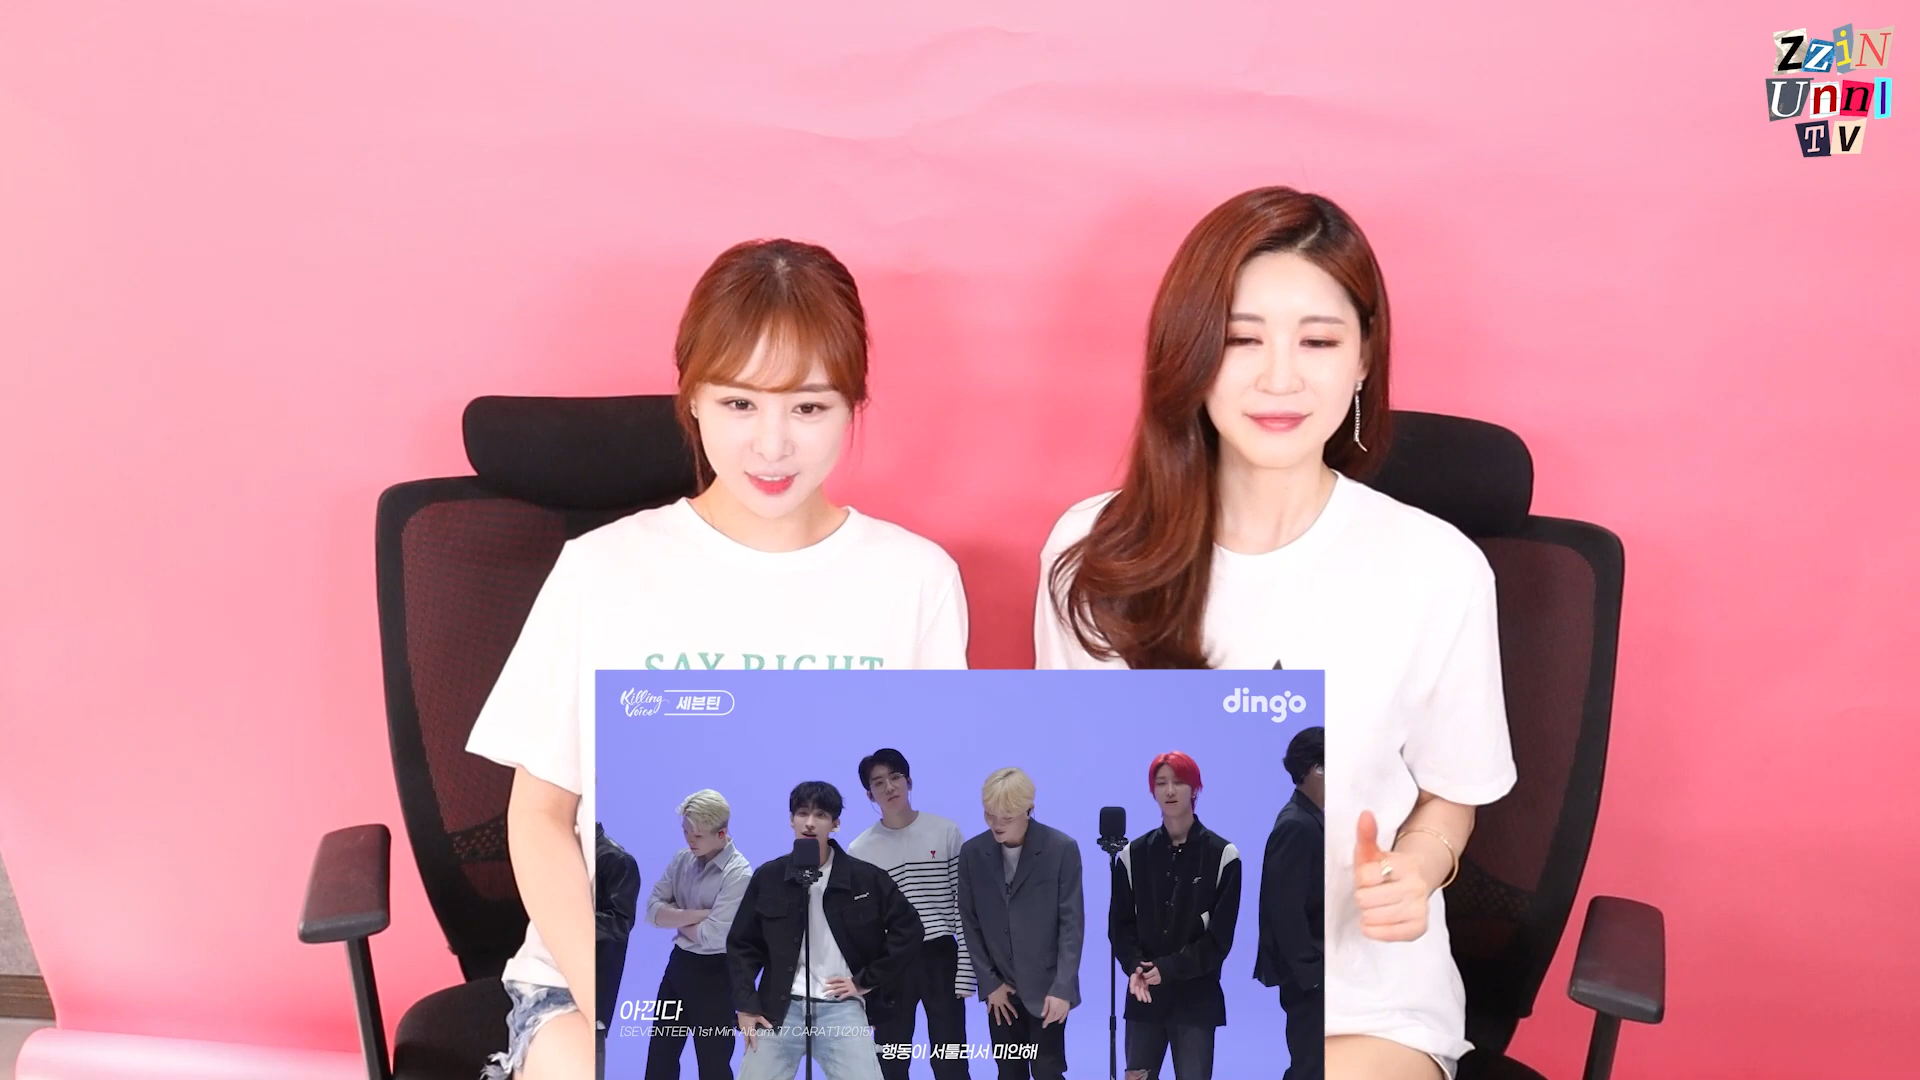 ZziN
UnnI
TV
SAY RIGHT
Killing
Voice
세븐틴
dingo
아낀다
[SEVENTEEN 1st Mini Album '17 CARAT'] (2015)
행동이 서툴러서 미안해